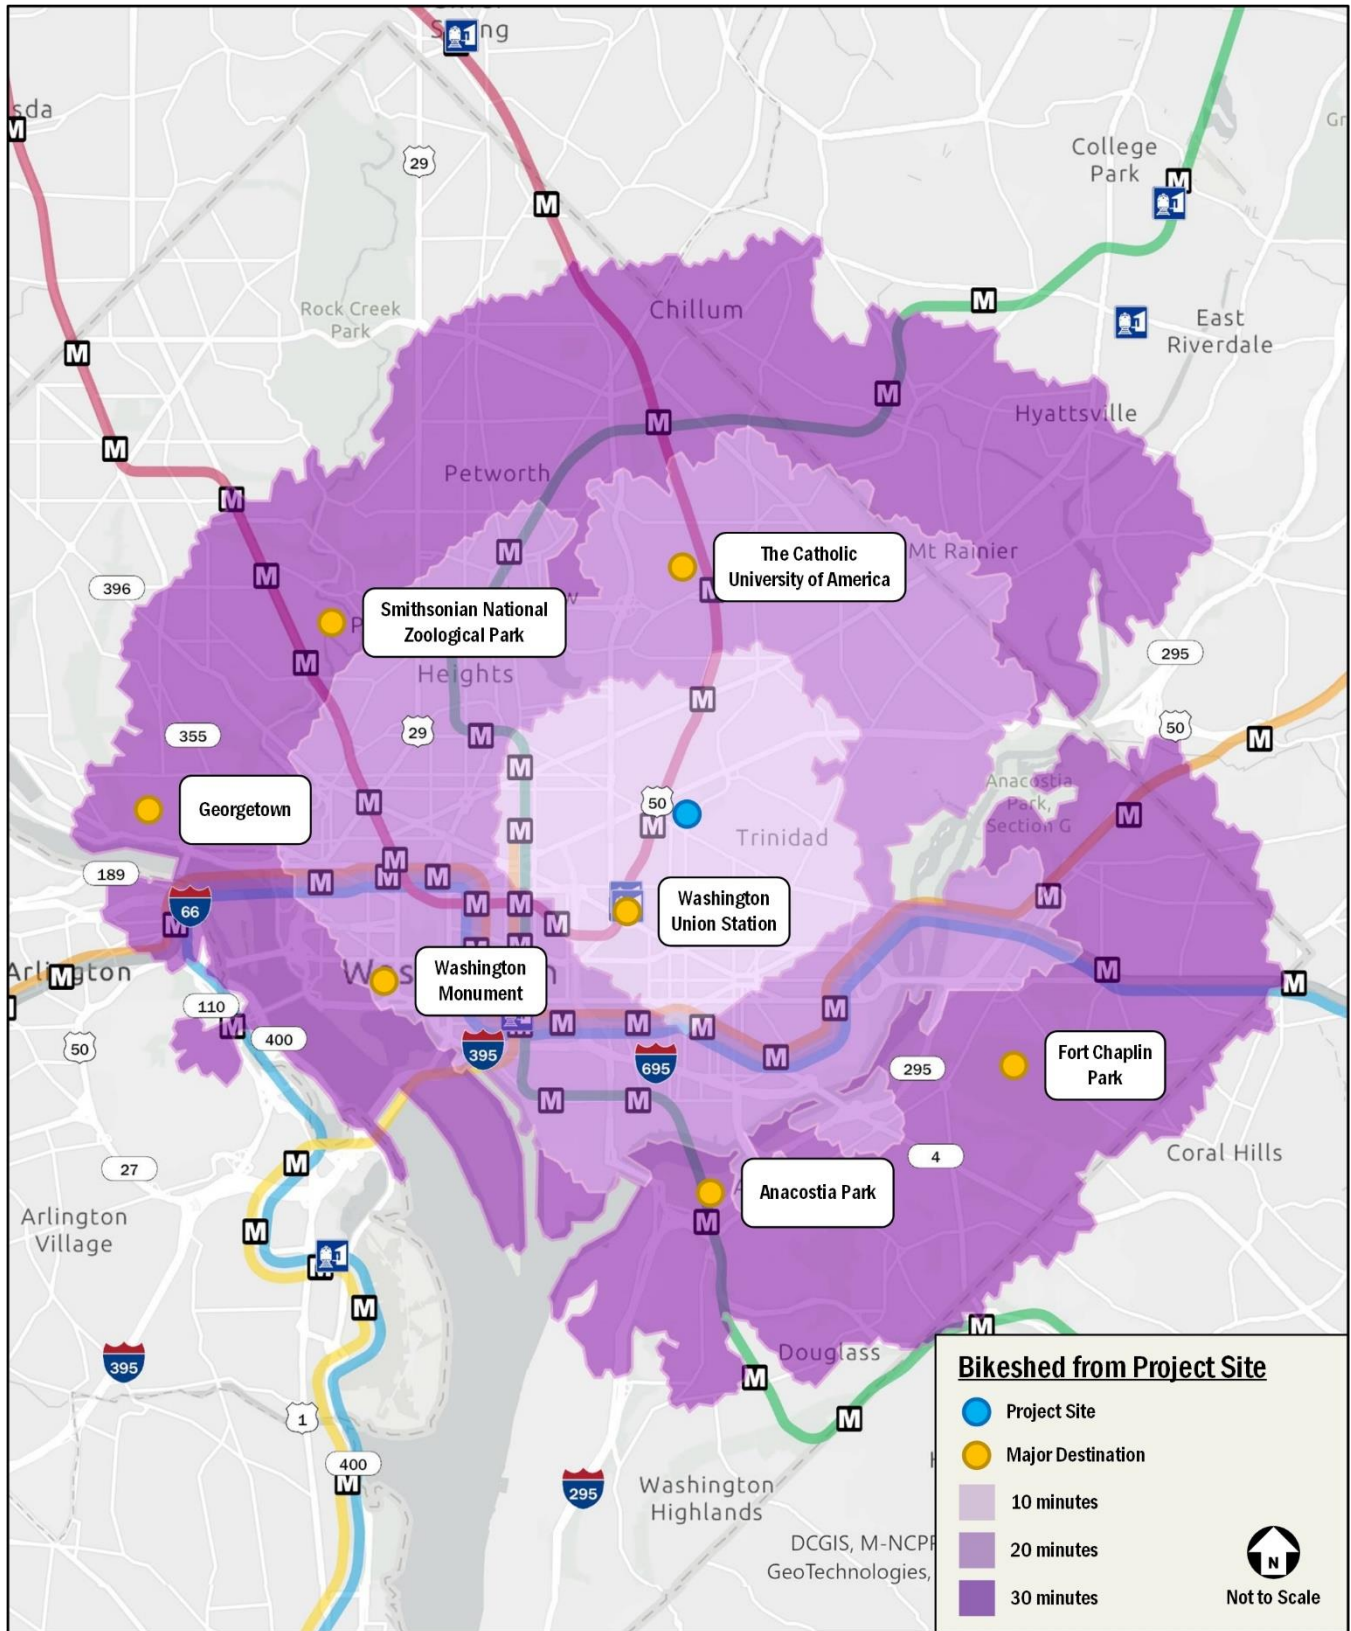 Spring
sda
M
M
29
College
Park
M
M
Rock Creek
Park
M
Chillum
East
Riverdale
M
M
Hyattsville
M
M
Petworth
M
M
The Catholic
University of America
Mt Rainier
M
M
396
Smithsonian National
Zoological Park
M
Heights
295
M
355
29
M
50
M
M
Georgetown
M
50
M
M
Trinidad
Anacostia
Park,
Section G
M
M
189
M
M
M
M
66
M
M
M
M
Washington
Union Station
M
M
Arlington
M
Washington
Monument
M
M
M
110
M
400
50
395
M
M
M
695
M
M
M
295
Fort Chaplin
Park
M
M
27
M
4
Coral Hills
Arlington
Village
M
Anacostia Park
M
M
M
395
Douglass
M
M
1
M
400
M
295
Washington
Highlands
DCGIS, M-NCPP
GeoTechnologies,
Bikeshed from Project Site
Project Site
Major Destination
10 minutes
20 minutes
30 minutes
N
Not to Scale